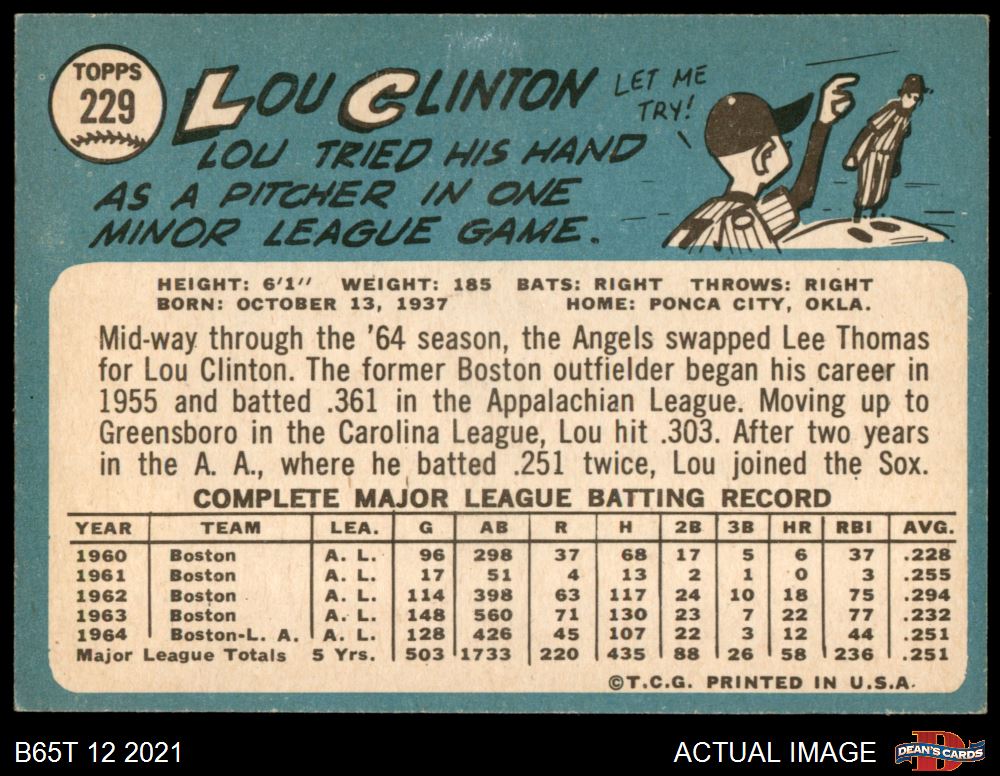 TOPPS
229
LOU CLINTON
LET ME
TRY!
LOU TRIED HIS HAND
AS A PITCHER IN ONE
MINOR LEAGUE GAME.
HEIGHT: 6'1" WEIGHT: 185 BATS: RIGHT THROWS: RIGHT
BORN: OCTOBER 13, 1937 HOME: PONCA CITY, OKLA.
Mid-way through the '64 season, the Angels swapped Lee Thomas
for Lou Clinton. The former Boston outfielder began his career in
1955 and batted .361 in the Appalachian League. Moving up to
Greensboro in the Carolina League, Lou hit .303. After two years
in the A. A., where he batted .251 twice, Lou joined the Sox.
COMPLETE MAJOR LEAGUE BATTING RECORD
YEAR TEAM LEA. G AB R H 2B 3B HR RBI AVG.
1960 Boston A. L. 96 298 37 68 17 5 6 37 .228
1961 Boston A. L. 17 51 4 13 2 1 0 3 .255
1962 Boston A. L. 114 398 63 117 24 10 18 75 .294
1963 Boston A. L. 148 560 71 130 23 7 22 77 .232
1964 Boston-L. A. A. L. 128 426 45 107 22 3 12 44 .251
Major League Totals 5 Yrs. 503 1733 220 435 88 26 58 236 .251
©T.C.G. PRINTED IN U.S.A.
B65T 12 2021 ACTUAL IMAGE DEAN'S CARDS